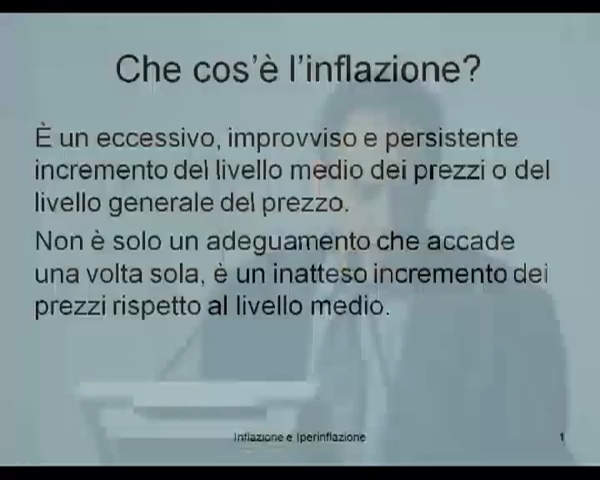 Che cos'è l'inflazione?
È un eccessivo, improvviso e persistente
incremento del livello medio dei prezzi o del
livello generale del prezzo.
Non è solo un adeguamento che accade
una volta sola, è un inatteso incremento dei
prezzi rispetto al livello medio.
Inflazione e Iperinflazione
1